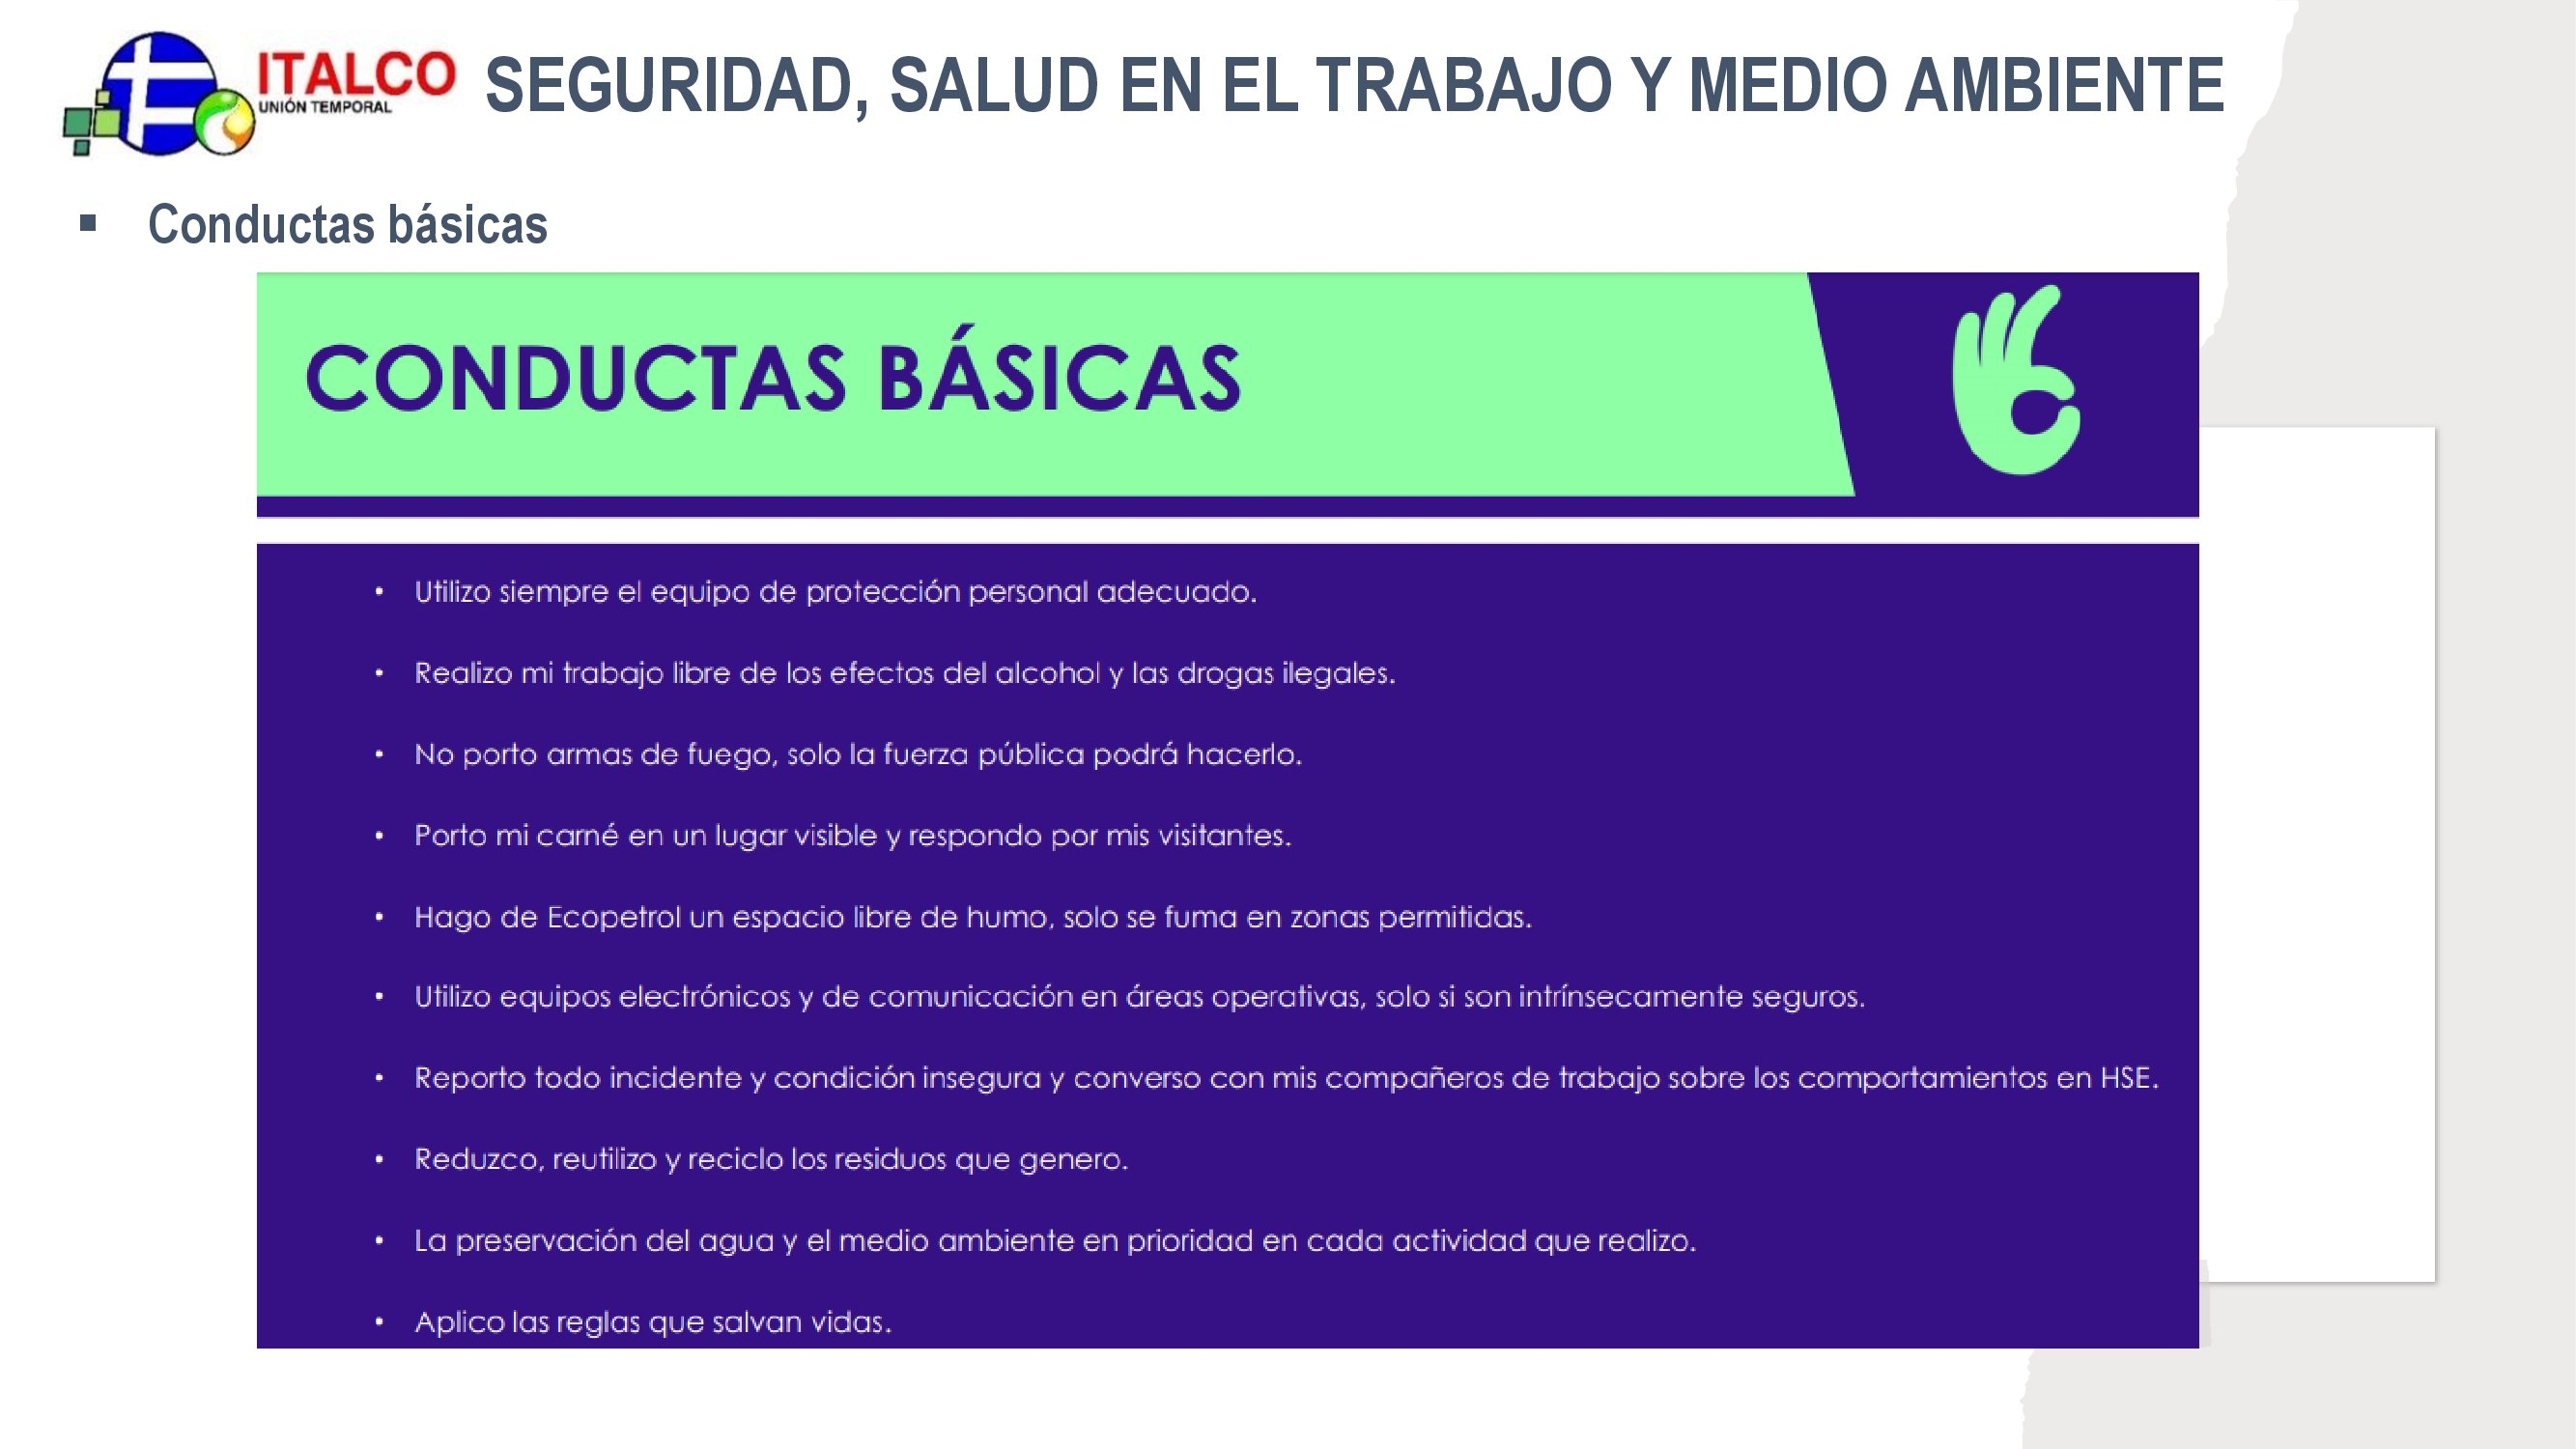 ITALCO
UNIÓN TEMPORAL
SEGURIDAD, SALUD EN EL TRABAJO Y MEDIO AMBIENTE
▪ Conductas básicas
CONDUCTAS BÁSICAS
• Utilizo siempre el equipo de protección personal adecuado.
• Realizo mi trabajo libre de los efectos del alcohol y las drogas ilegales.
• No porto armas de fuego, solo la fuerza pública podrá hacerlo.
• Porto mi carné en un lugar visible y respondo por mis visitantes.
• Hago de Ecopetrol un espacio libre de humo, solo se fuma en zonas permitidas.
• Utilizo equipos electrónicos y de comunicación en áreas operativas, solo si son intrínsecamente seguros.
• Reporto todo incidente y condición insegura y converso con mis compañeros de trabajo sobre los comportamientos en HSE.
• Reduzco, reutilizo y reciclo los residuos que genero.
• La preservación del agua y el medio ambiente en prioridad en cada actividad que realizo.
• Aplico las reglas que salvan vidas.